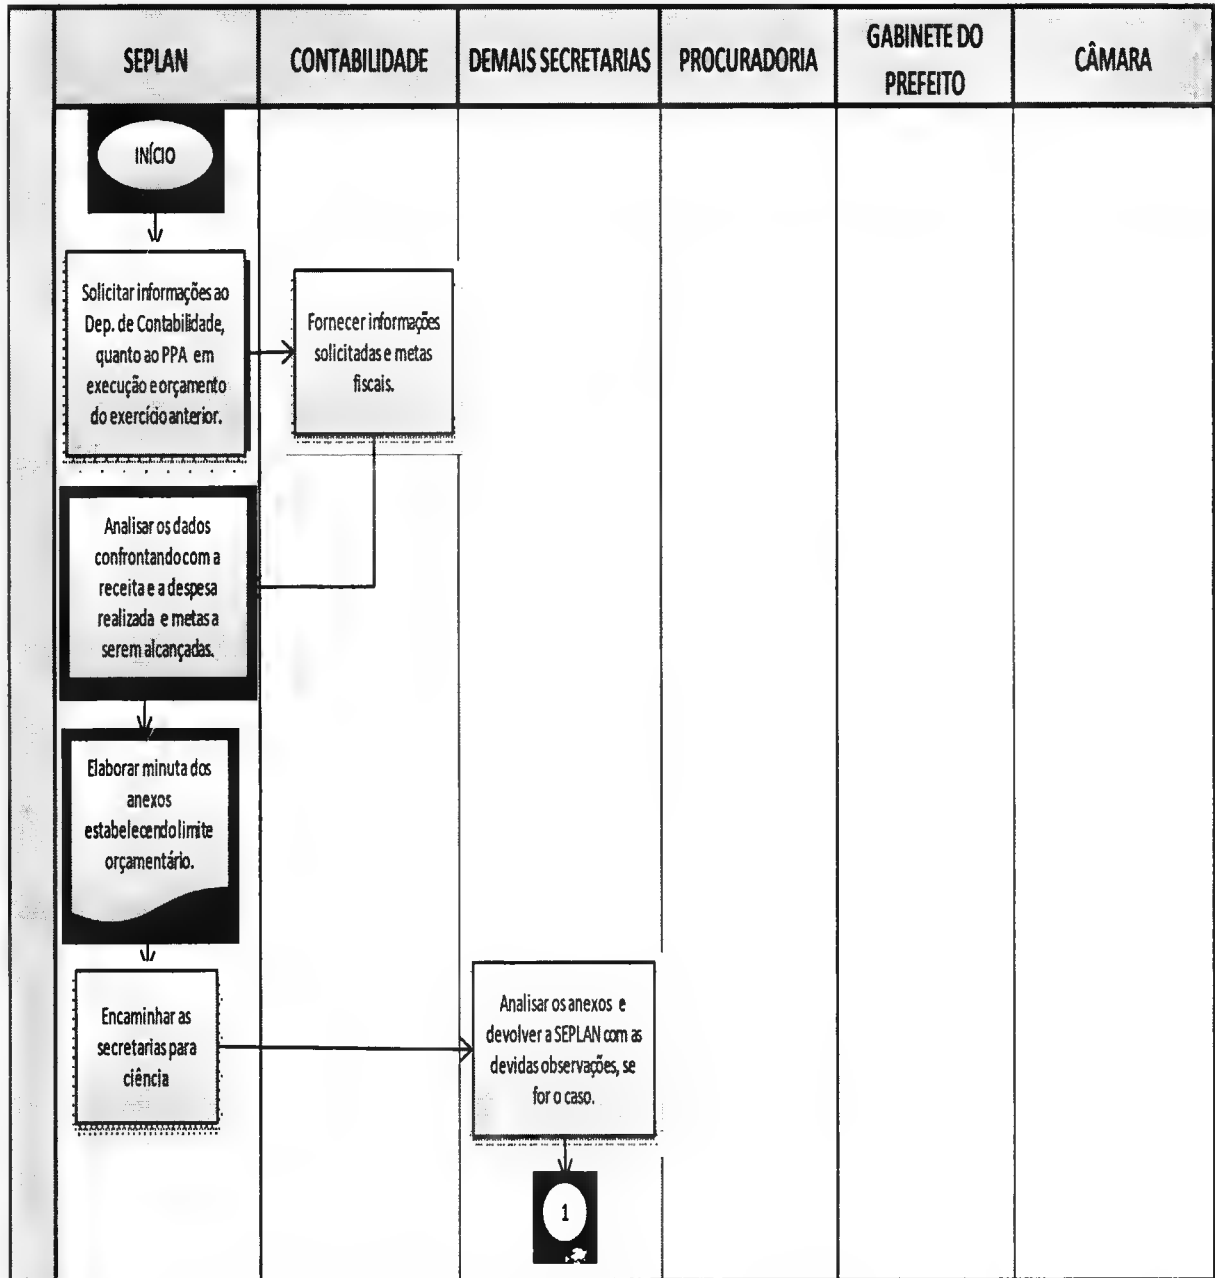 SEPLAN
CONTABILIDADE
DEMAIS SECRETARIAS
PROCURADORIA
GABINETE DO
PREFEITO
CÂMARA
INÍCIO
Solicitar informações ao
Dep. de Contabilidade,
quanto ao PPA em
execução e orçamento
do exercício anterior.
Fornecer informações
solicitadas e metas
fiscais.
Analisar os dados
confrontando com a
receita e a despesa
realizada e metas a
serem alcançadas.
Elaborar minuta dos
anexos
estabelecendo limite
orçamentário.
Encaminhar as
secretarias para
ciência
Analisar os anexos e
devolver a SEPLAN com as
devidas observações, se
for o caso.
1